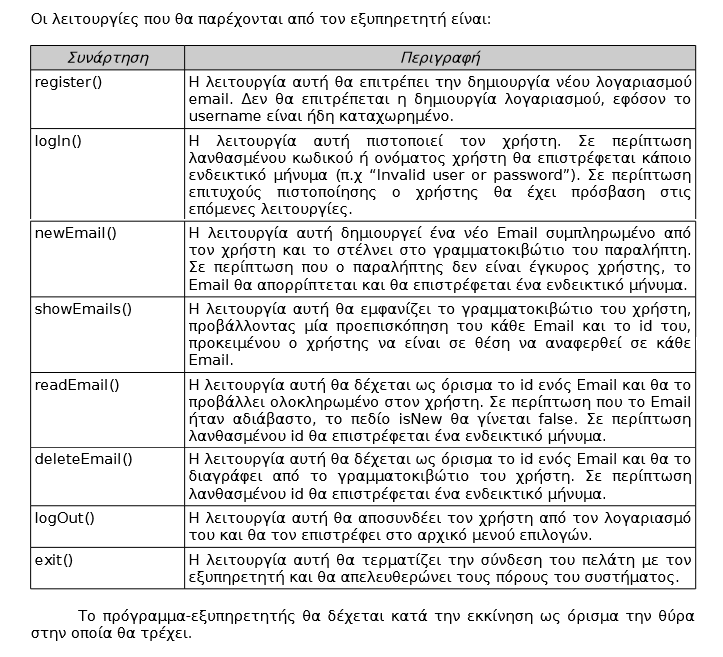 Οι λειτουργίες που θα παρέχονται από τον εξυπηρετητή είναι:
Συνάρτηση Περιγραφή
register() Η λειτουργία αυτή θα επιτρέπει την δημιουργία νέου λογαριασμού
email. Δεν θα επιτρέπεται η δημιουργία λογαριασμού, εφόσον το
username είναι ήδη καταχωρημένο.
logIn() Η λειτουργία αυτή πιστοποιεί τον χρήστη. Σε περίπτωση
λανθασμένου κωδικού ή ονόματος χρήστη θα επιστρέφεται κάποιο
ενδεικτικό μήνυμα (π.χ “Invalid user or password”). Σε περίπτωση
επιτυχούς πιστοποίησης ο χρήστης θα έχει πρόσβαση στις
επόμενες λειτουργίες.
newEmail() Η λειτουργία αυτή δημιουργεί ένα νέο Email συμπληρωμένο από
τον χρήστη και το στέλνει στο γραμματοκιβώτιο του παραλήπτη.
Σε περίπτωση που ο παραλήπτης δεν είναι έγκυρος χρήστης, το
Email θα απορρίπτεται και θα επιστρέφεται ένα ενδεικτικό μήνυμα.
showEmails() Η λειτουργία αυτή θα εμφανίζει το γραμματοκιβώτιο του χρήστη,
προβάλλοντας μία προεπισκόπηση του κάθε Email και το id του,
προκειμένου ο χρήστης να είναι σε θέση να αναφερθεί σε κάθε
Email.
readEmail() Η λειτουργία αυτή θα δέχεται ως όρισμα το id ενός Email και θα το
προβάλλει ολοκληρωμένο στον χρήστη. Σε περίπτωση που το Email
ήταν αδιάβαστο, το πεδίο isNew θα γίνεται false. Σε περίπτωση
λανθασμένου id θα επιστρέφεται ένα ενδεικτικό μήνυμα.
deleteEmail() Η λειτουργία αυτή θα δέχεται ως όρισμα το id ενός Email και θα το
διαγράφει από το γραμματοκιβώτιο του χρήστη. Σε περίπτωση
λανθασμένου id θα επιστρέφεται ένα ενδεικτικό μήνυμα.
logOut() Η λειτουργία αυτή θα αποσυνδέει τον χρήστη από τον λογαριασμό
του και θα τον επιστρέφει στο αρχικό μενού επιλογών.
exit() Η λειτουργία αυτή θα τερματίζει την σύνδεση του πελάτη με τον
εξυπηρετητή και θα απελευθερώνει τους πόρους του συστήματος.
Το πρόγραμμα-εξυπηρετητής θα δέχεται κατά την εκκίνηση ως όρισμα την θύρα
στην οποία θα τρέχει.